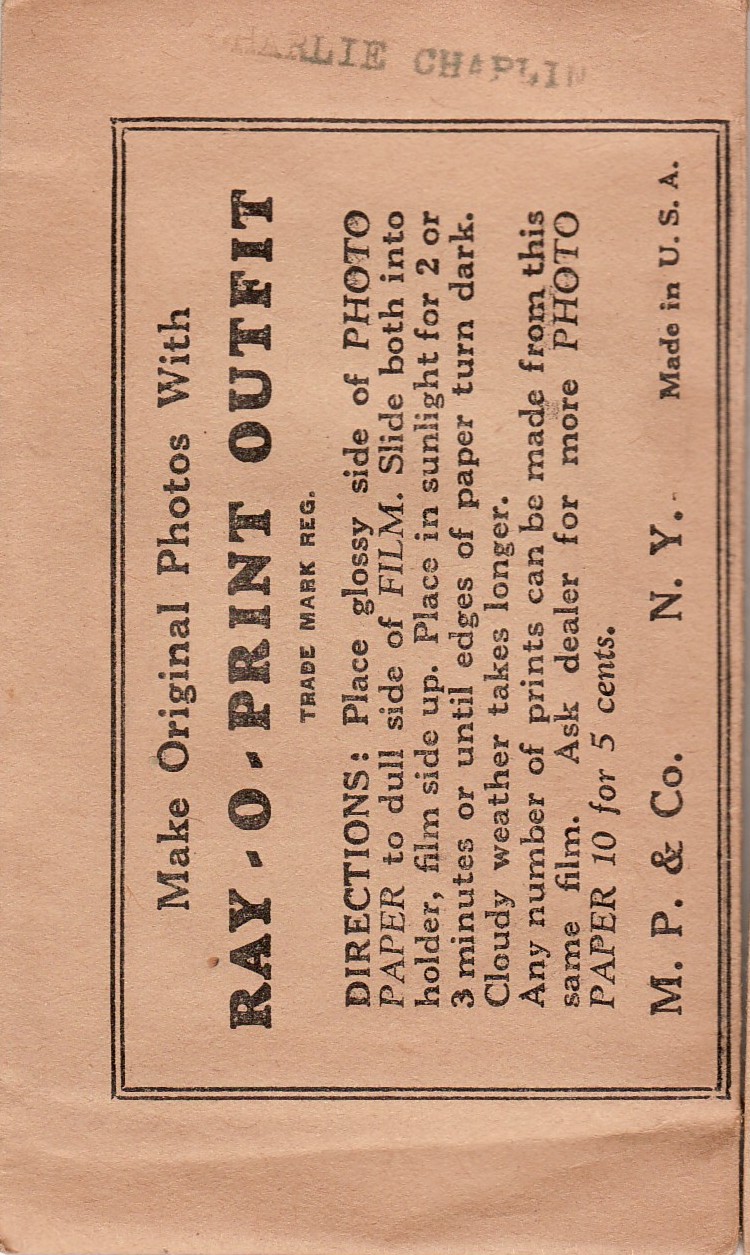 CHARLIE CHAPLIN
Make Original Photos With
RAY-O-PRINT OUTFIT
TRADE MARK REG.
DIRECTIONS: Place glossy side of PHOTO
PAPER to dull side of FILM. Slide both into
holder, film side up. Place in sunlight for 2 or
3 minutes or until edges of paper turn dark.
Cloudy weather takes longer.
Any number of prints can be made from this
same film. Ask dealer for more PHOTO
PAPER 10 for 5 cents.
M. P. & Co. N. Y. Made in U. S. A.